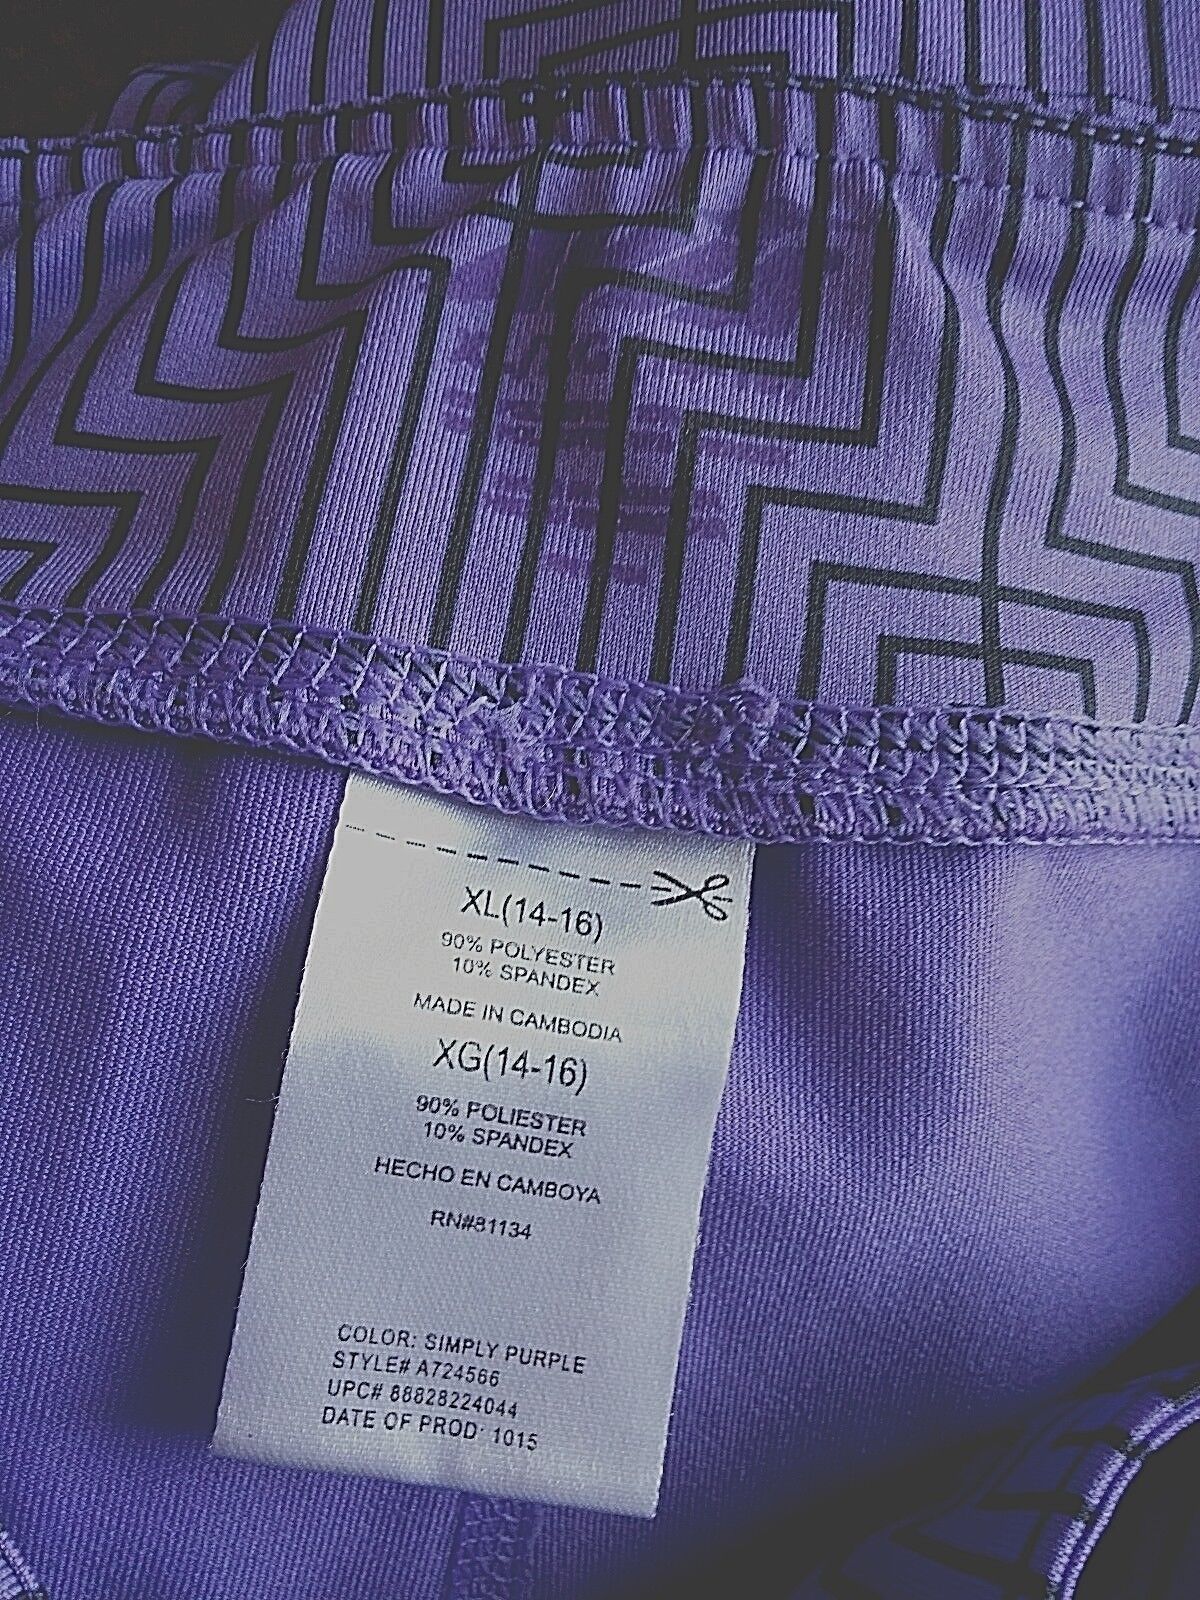 XL(14-16)
90% POLYESTER
10% SPANDEX
MADE IN CAMBODIA
XG(14-16)
90% POLIESTER
10% SPANDEX
HECHO EN CAMBOYA
RN#81134
COLOR: SIMPLY PURPLE
STYLE# A724566
UPC# 88828224044
DATE OF PROD: 1015